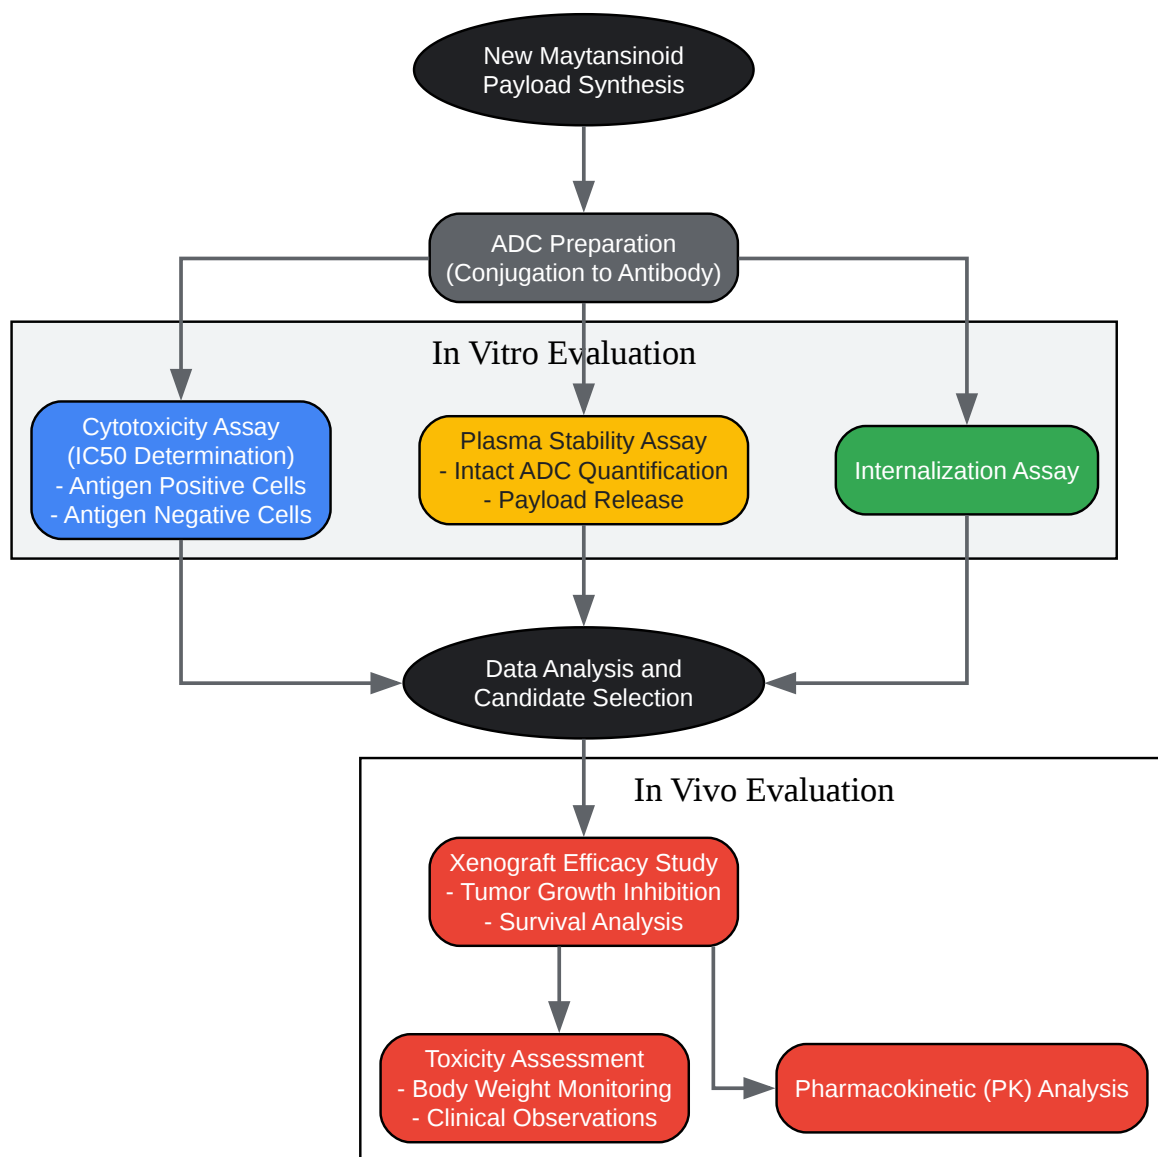 New Maytansinoid
Payload Synthesis
ADC Preparation
(Conjugation to Antibody)
In Vitro Evaluation
Cytotoxicity Assay
(IC50 Determination)
- Antigen Positive Cells
- Antigen Negative Cells
Plasma Stability Assay
- Intact ADC Quantification
- Payload Release
Internalization Assay
Data Analysis and
Candidate Selection
In Vivo Evaluation
Xenograft Efficacy Study
- Tumor Growth Inhibition
- Survival Analysis
Toxicity Assessment
- Body Weight Monitoring
- Clinical Observations
Pharmacokinetic (PK) Analysis